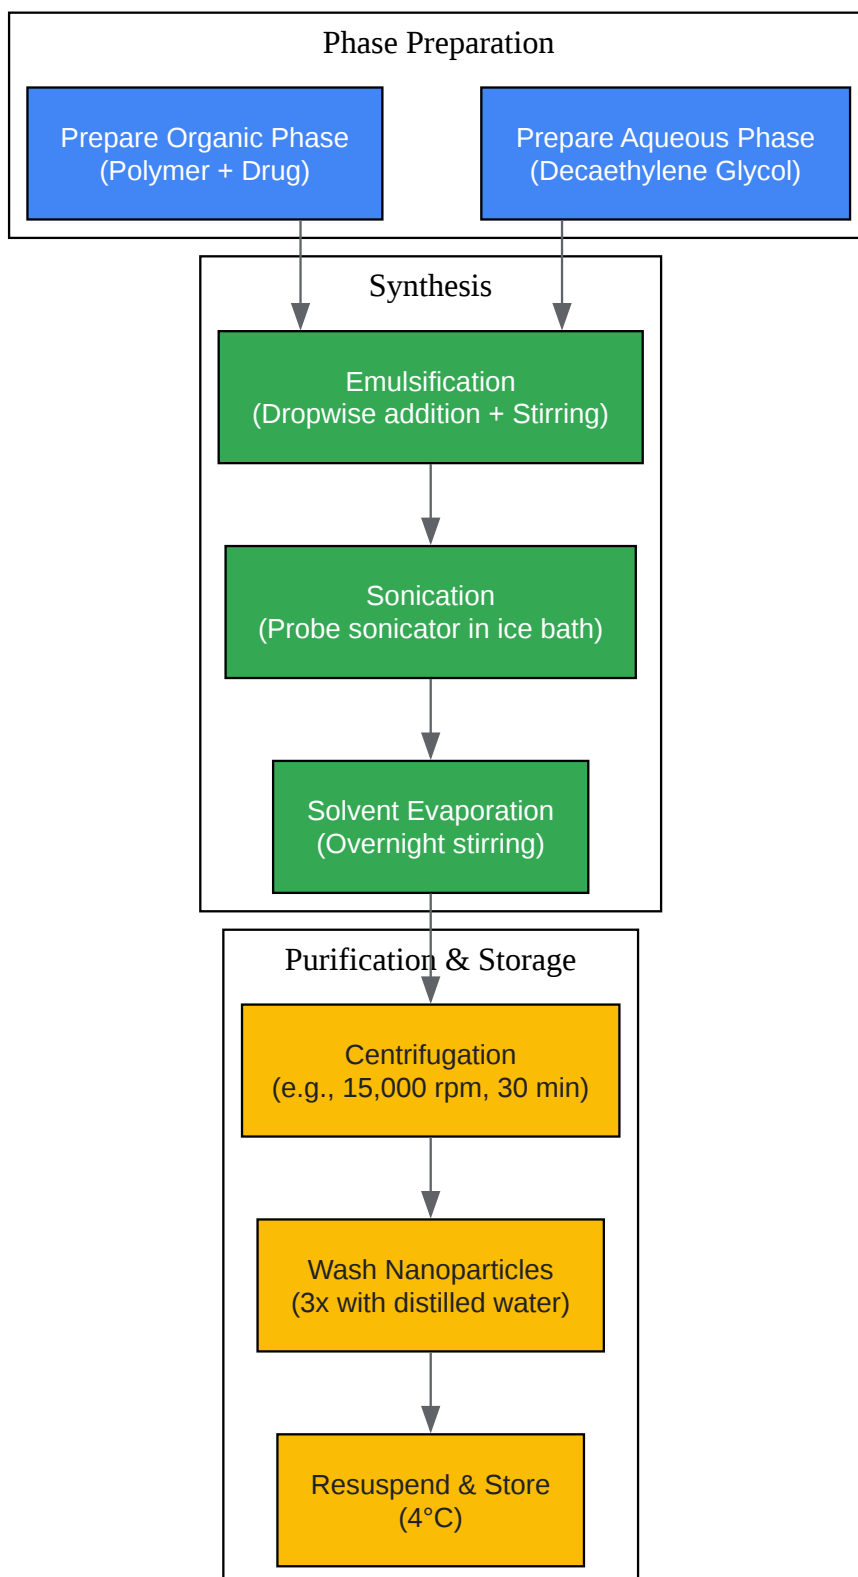 Phase Preparation
Prepare Organic Phase
(Polymer + Drug)
Prepare Aqueous Phase
(Decaethylene Glycol)
Synthesis
Emulsification
(Dropwise addition + Stirring)
Sonication
(Probe sonicator in ice bath)
Solvent Evaporation
(Overnight stirring)
Purification & Storage
Centrifugation
(e.g., 15,000 rpm, 30 min)
Wash Nanoparticles
(3x with distilled water)
Resuspend & Store
(4°C)